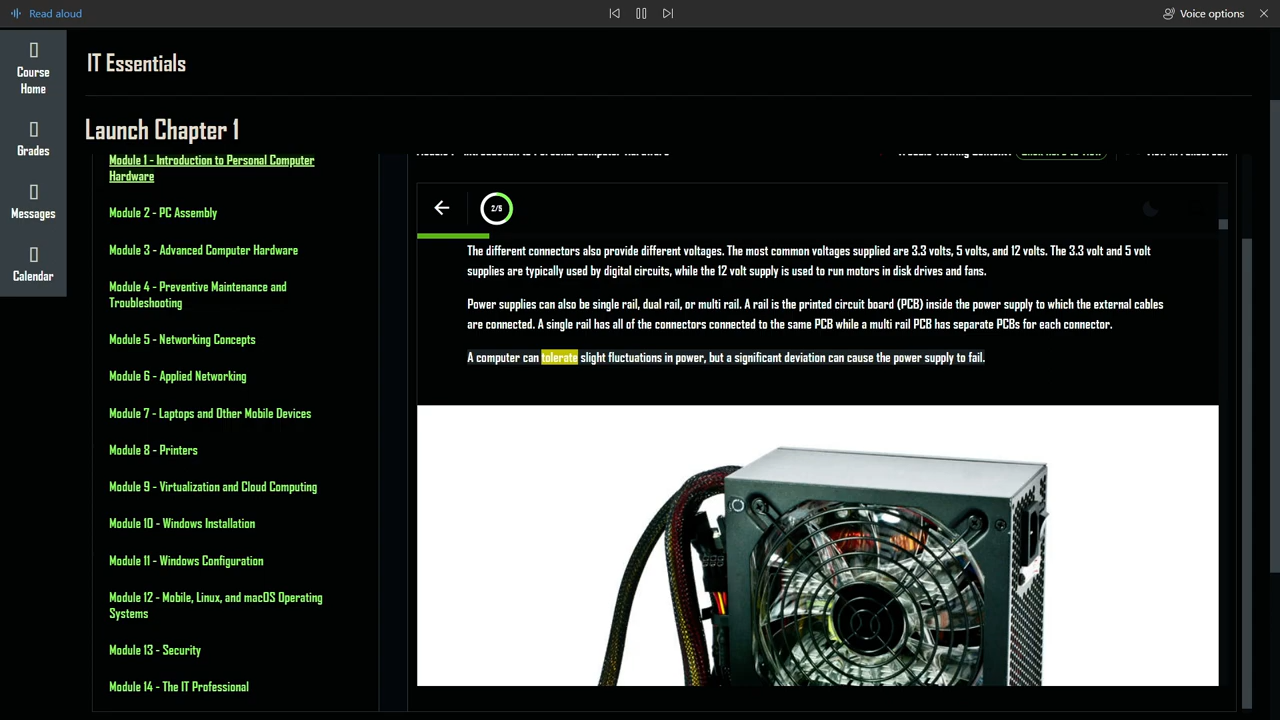 Read aloud
Voice options
Course
Home
Grades
Messages
Calendar
IT Essentials
Launch Chapter 1
Module 1 - Introduction to Personal Computer
Hardware
Module 2 - PC Assembly
Module 3 - Advanced Computer Hardware
Module 4 - Preventive Maintenance and
Troubleshooting
Module 5 - Networking Concepts
Module 6 - Applied Networking
Module 7 - Laptops and Other Mobile Devices
Module 8 - Printers
Module 9 - Virtualization and Cloud Computing
Module 10 - Windows Installation
Module 11 - Windows Configuration
Module 12 - Mobile, Linux, and macOS Operating
Systems
Module 13 - Security
Module 14 - The IT Professional
2/5
The different connectors also provide different voltages. The most common voltages supplied are 3.3 volts, 5 volts, and 12 volts. The 3.3 volt and 5 volt
supplies are typically used by digital circuits, while the 12 volt supply is used to run motors in disk drives and fans.
Power supplies can also be single rail, dual rail, or multi rail. A rail is the printed circuit board (PCB) inside the power supply to which the external cables
are connected. A single rail has all of the connectors connected to the same PCB while a multi rail PCB has separate PCBs for each connector.
A computer can tolerate slight fluctuations in power, but a significant deviation can cause the power supply to fail.